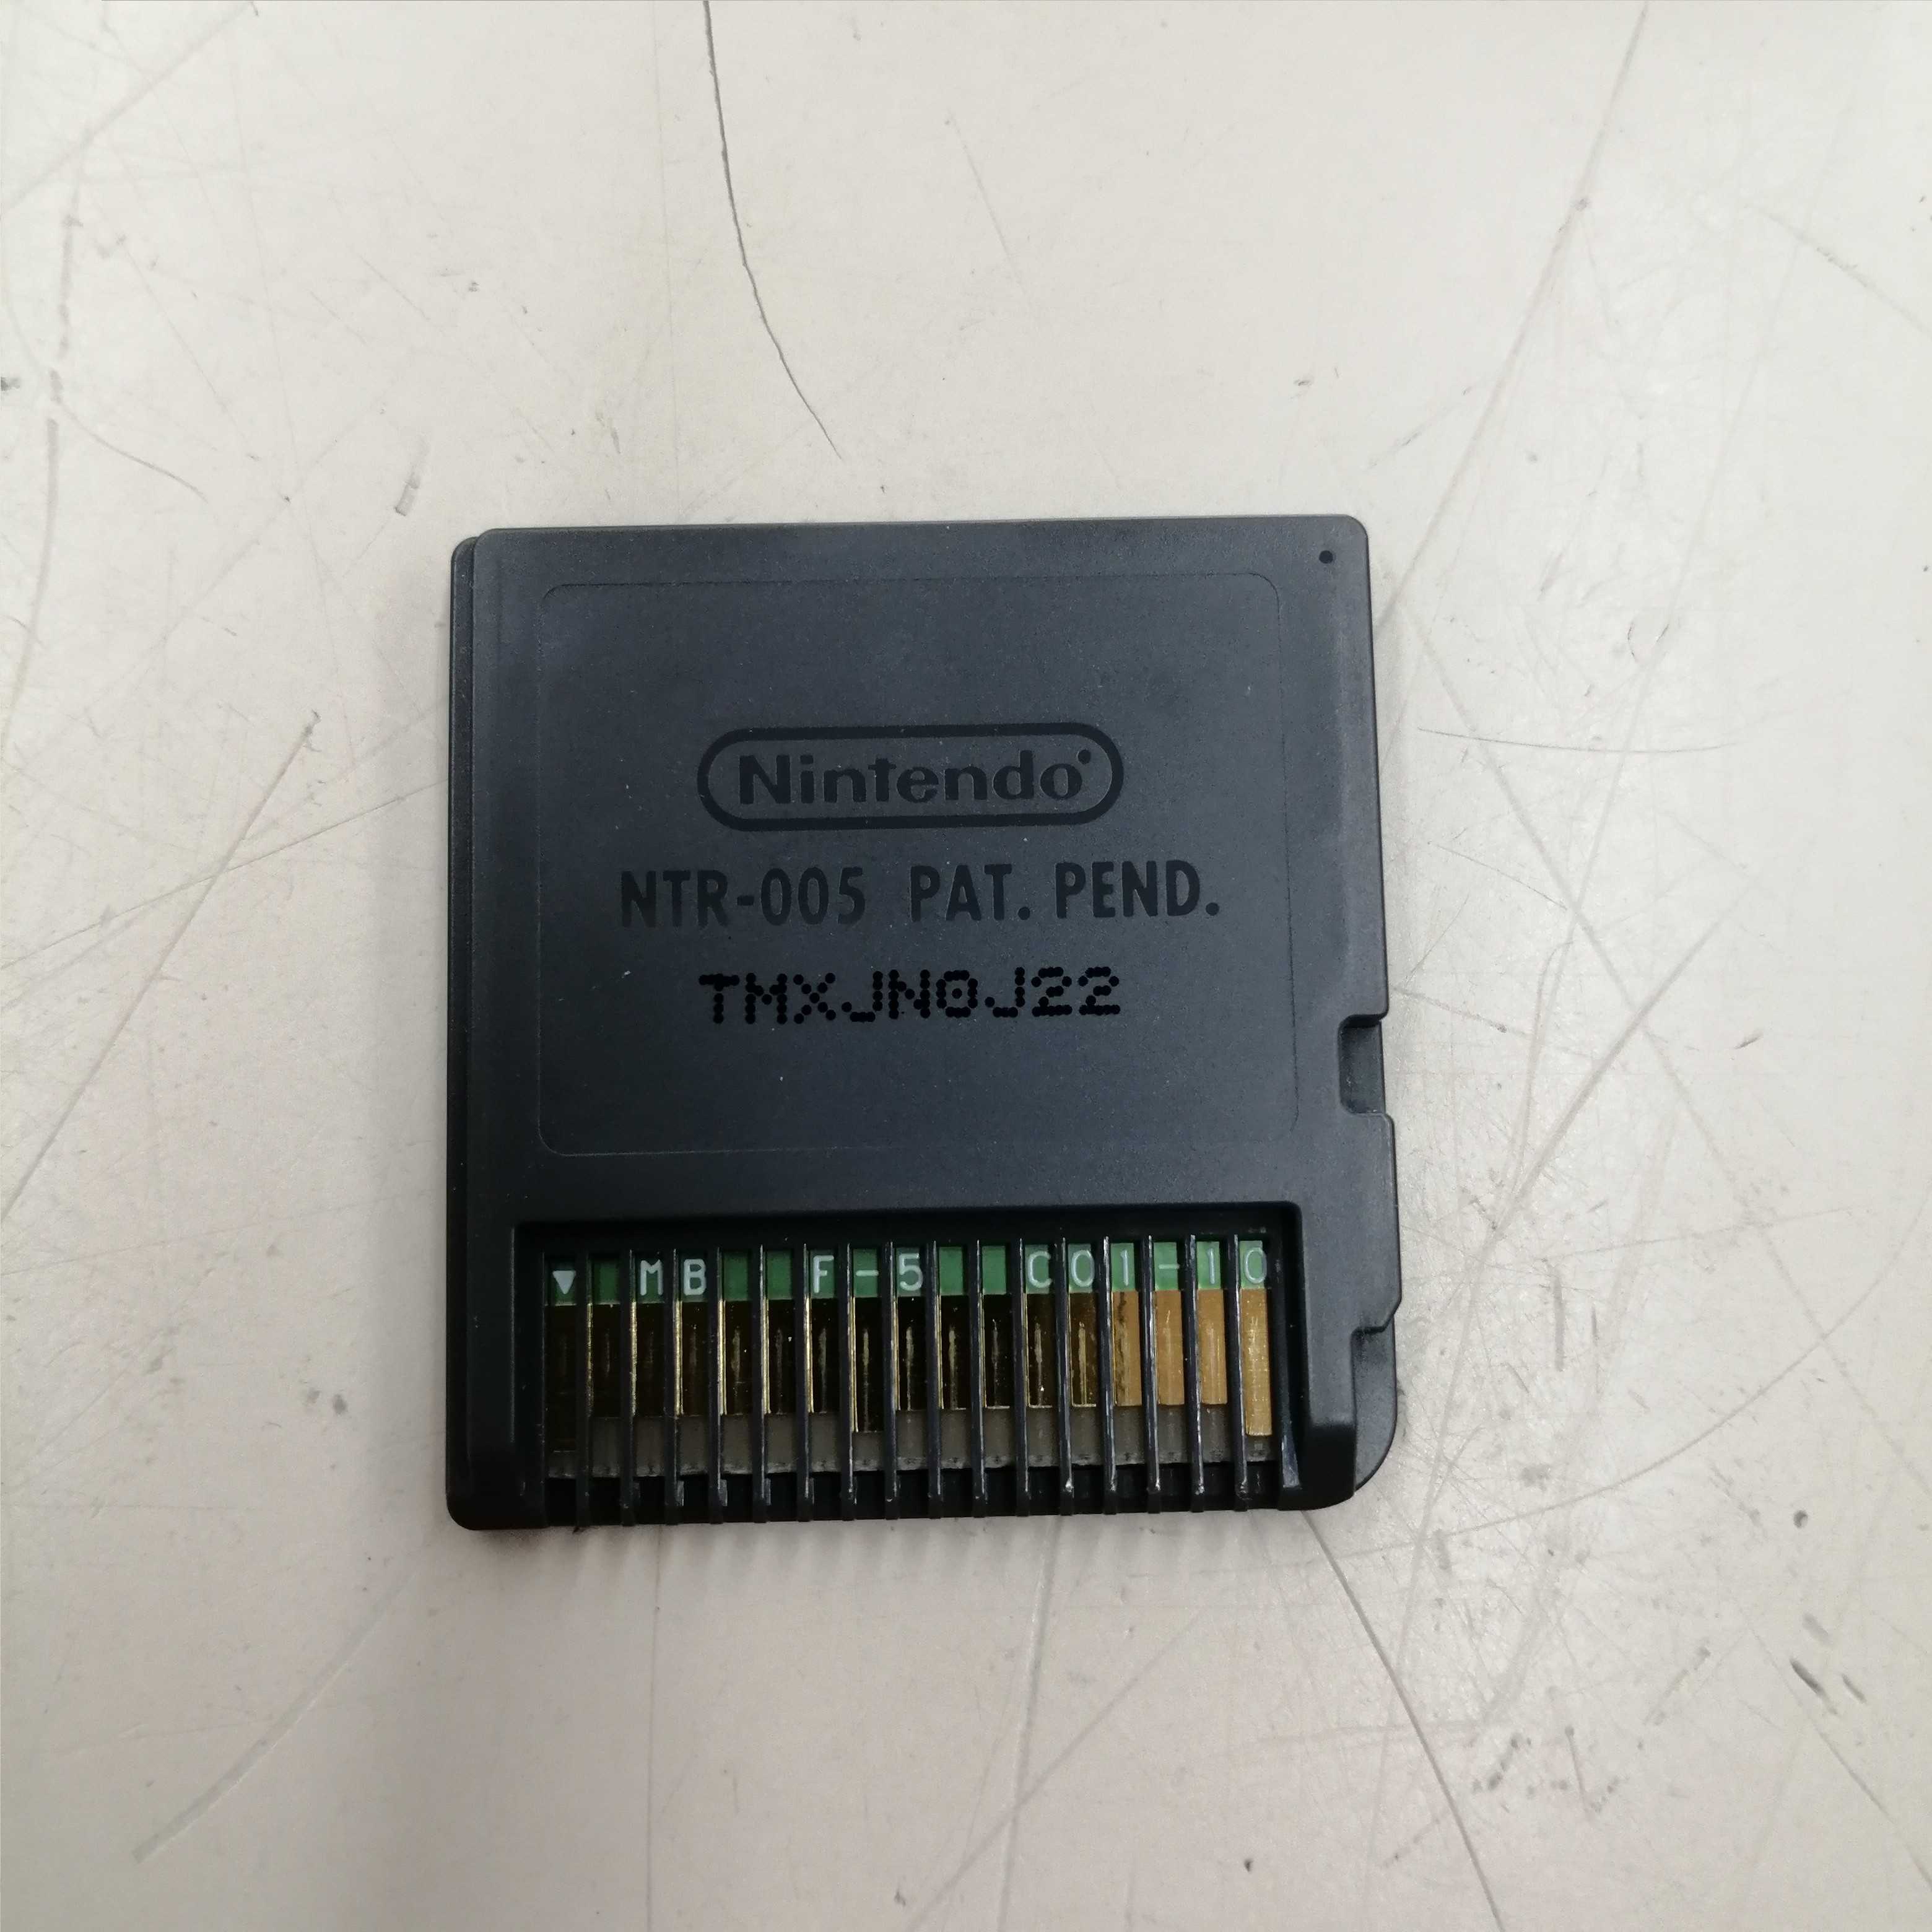 Nintendo
NTR-005 PAT. PEND.
TMXJN0J22
▼ MB F-5 C01-10